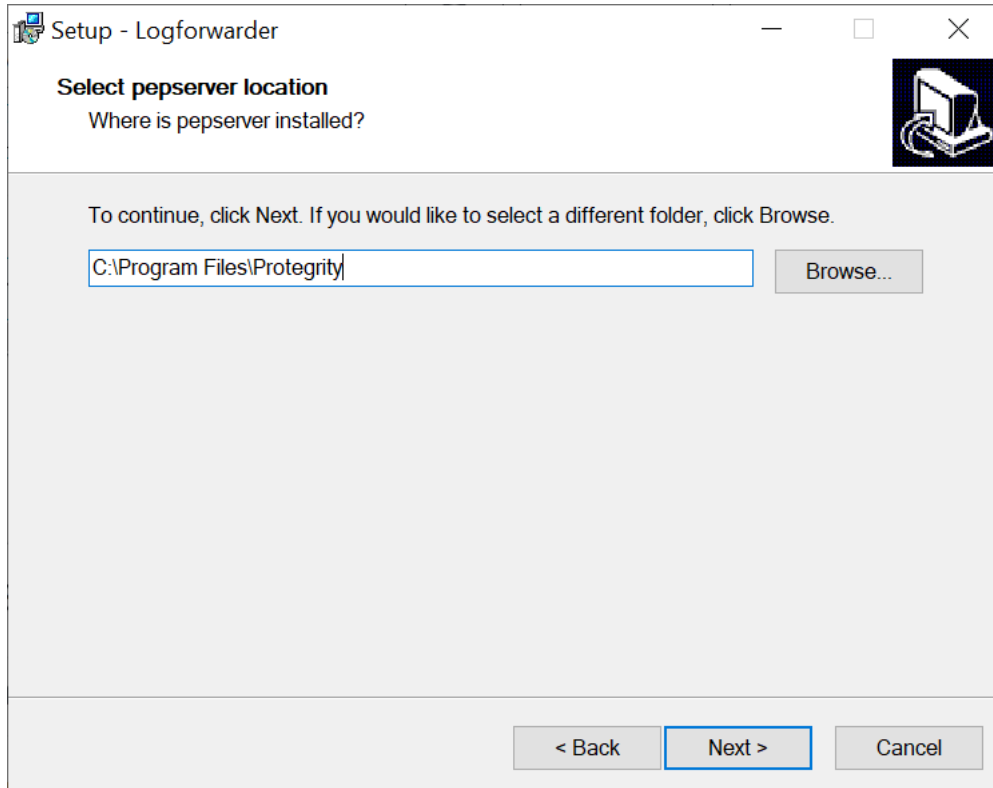 Setup - Logforwarder
Select pepserver location
Where is pepserver installed?
To continue, click Next. If you would like to select a different folder, click Browse.
C:\Program Files\Protegrity
Browse...
< Back
Next >
Cancel